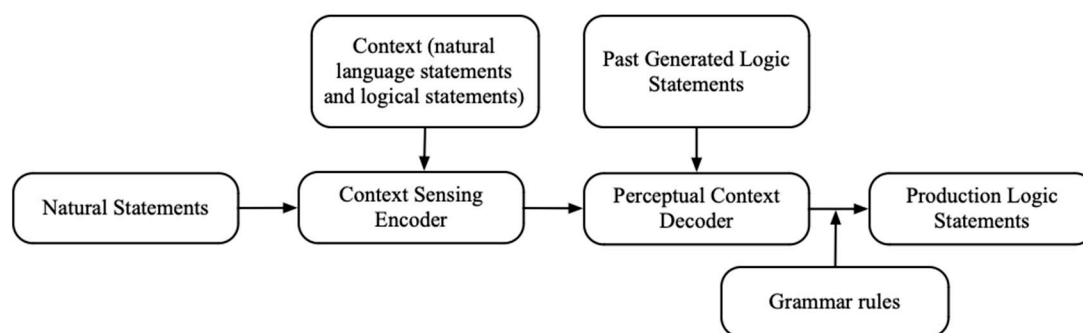 Context (natural
language statements
and logical statements)
Past Generated Logic
Statements
Natural Statements
Context Sensing
Encoder
Perceptual Context
Decoder
Production Logic
Statements
Grammar rules